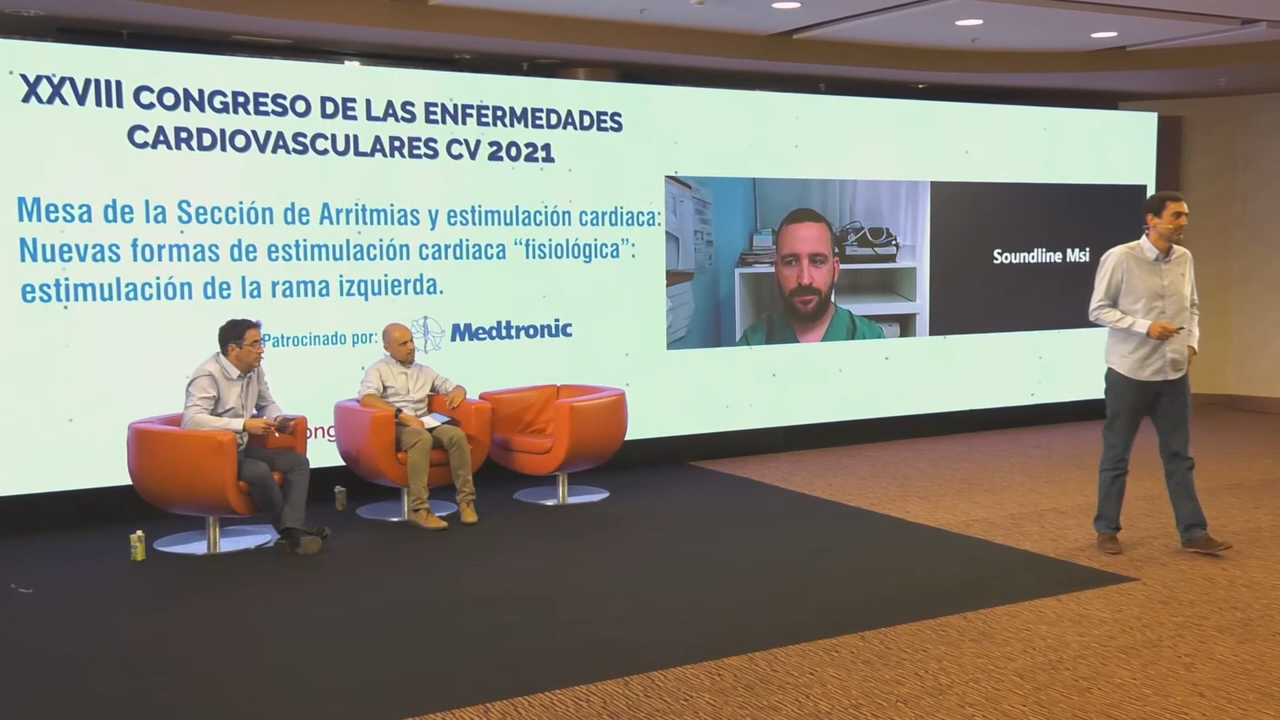 XXVIII CONGRESO DE LAS ENFERMEDADES
CARDIOVASCULARES CV 2021
Mesa de la Sección de Arritmias y estimulación cardiaca:
Nuevas formas de estimulación cardiaca “fisiológica”:
estimulación de la rama izquierda.
Patrocinado por: Medtronic
Soundline Msi